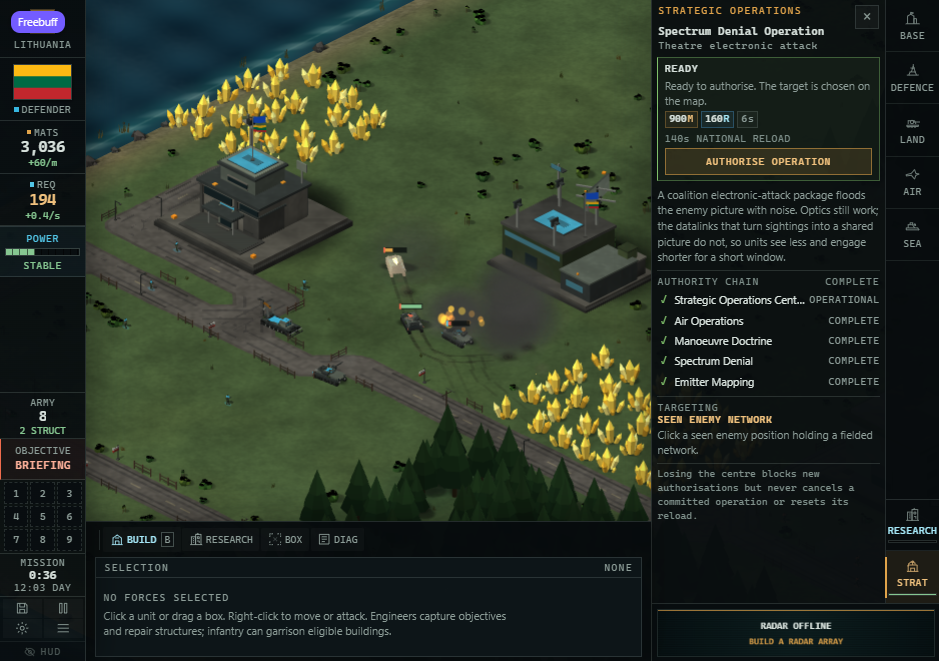 Freebuff
LITHUANIA
DEFENDER
MATS
3,036
+60/m
REQ
194
+0.4/s
POWER
STABLE
ARMY
8
2 STRUCT
OBJECTIVE
BRIEFING
1 2 3
4 5 6
7 8 9
MISSION
0:36
12:03 DAY
HUD
BUILD B RESEARCH BOX DIAG
SELECTION NONE
NO FORCES SELECTED
Click a unit or drag a box. Right-click to move or attack. Engineers capture objectives
and repair structures; infantry can garrison eligible buildings.
STRATEGIC OPERATIONS
×
Spectrum Denial Operation
Theatre electronic attack
READY
Ready to authorise. The target is chosen on
the map.
900M 160R 6s
140s NATIONAL RELOAD
AUTHORISE OPERATION
A coalition electronic-attack package floods
the enemy picture with noise. Optics still work;
the datalinks that turn sightings into a shared
picture do not, so units see less and engage
shorter for a short window.
AUTHORITY CHAIN COMPLETE
✓ Strategic Operations Cent... OPERATIONAL
✓ Air Operations COMPLETE
✓ Manoeuvre Doctrine COMPLETE
✓ Spectrum Denial COMPLETE
✓ Emitter Mapping COMPLETE
TARGETING
SEEN ENEMY NETWORK
Click a seen enemy position holding a fielded
network.
Losing the centre blocks new
authorisations but never cancels a
committed operation or resets its
reload.
RADAR OFFLINE
BUILD A RADAR ARRAY
BASE
DEFENCE
LAND
AIR
SEA
RESEARCH
STRAT